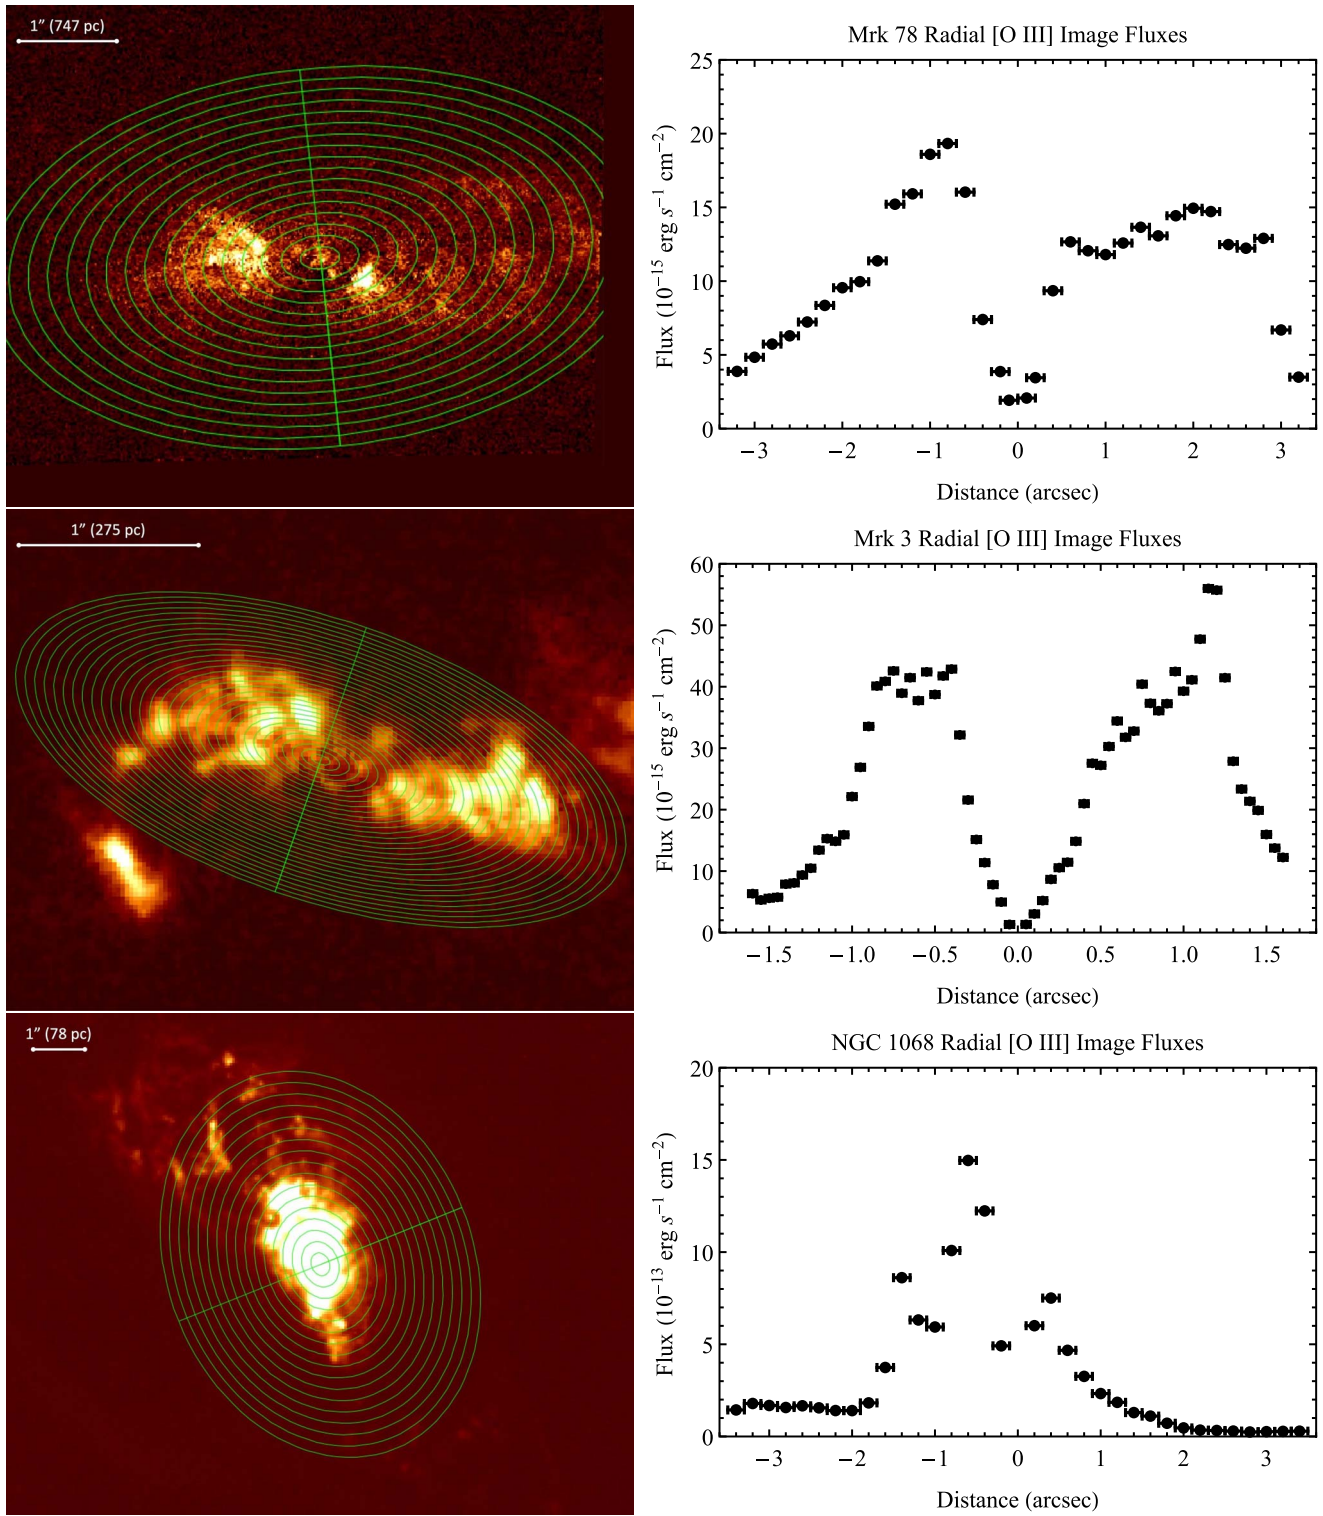 1” (747 pc)
Mrk 78 Radial [O III] Image Fluxes
Flux (10⁻¹⁵ erg s⁻¹ cm⁻²)
25
20
15
10
5
0
−3 −2 −1 0 1 2 3
Distance (arcsec)
1” (275 pc)
Mrk 3 Radial [O III] Image Fluxes
Flux (10⁻¹⁵ erg s⁻¹ cm⁻²)
60
50
40
30
20
10
0
−1.5 −1.0 −0.5 0.0 0.5 1.0 1.5
Distance (arcsec)
1” (78 pc)
NGC 1068 Radial [O III] Image Fluxes
Flux (10⁻¹³ erg s⁻¹ cm⁻²)
20
15
10
5
0
−3 −2 −1 0 1 2 3
Distance (arcsec)